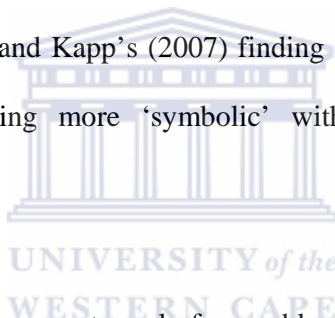 and Kapp’s (2007) finding
ing more ‘symbolic’ with
UNIVERSITY of the
WESTERN CAPE